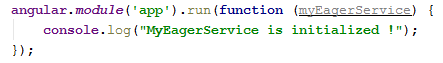 angular.module('app').run(function (myEagerService) {
    console.log("MyEagerService is initialized !");
});